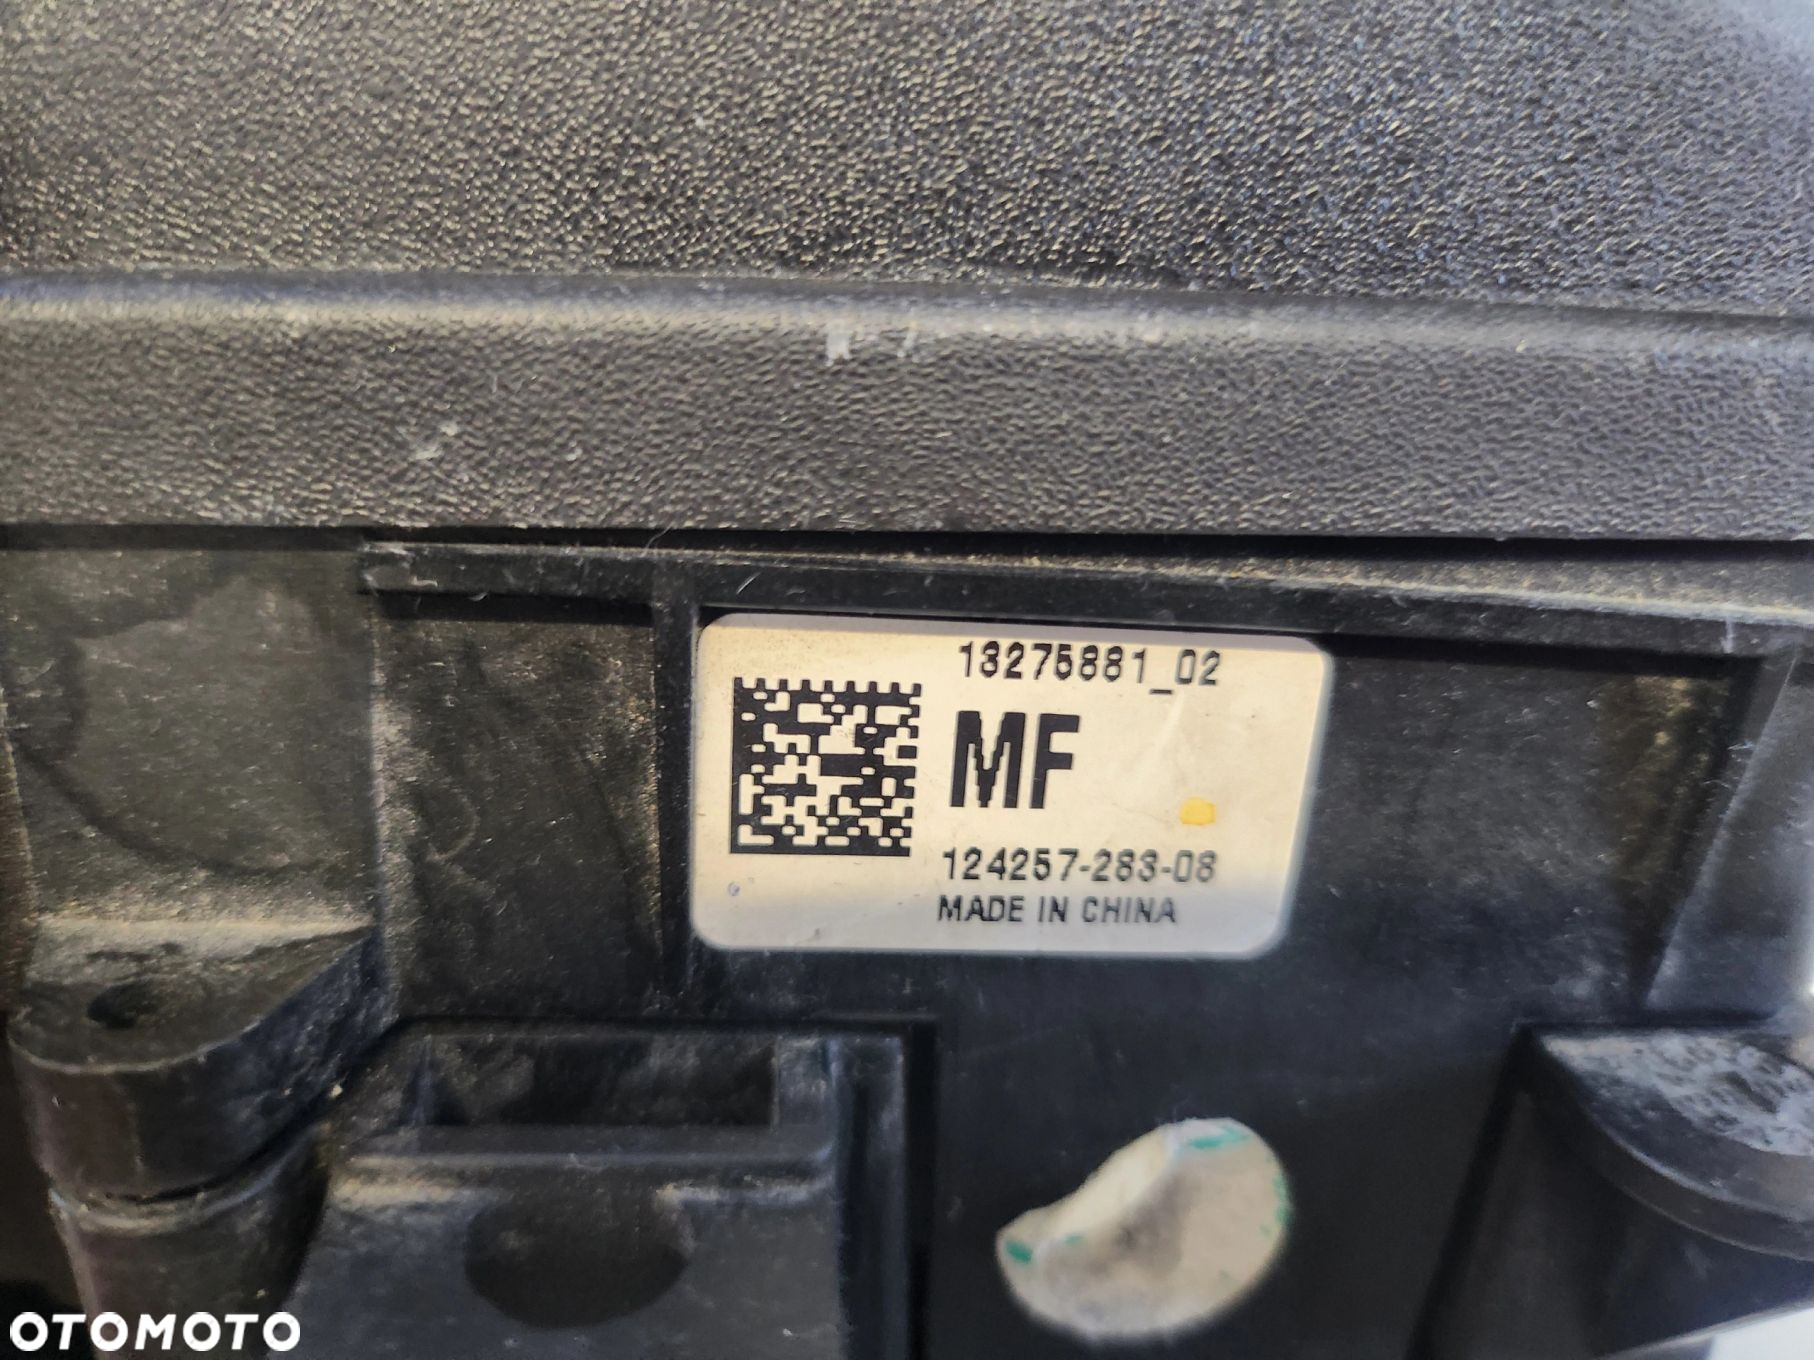 13275881_02
MF
124257-283-08
MADE IN CHINA
OTOMOTO